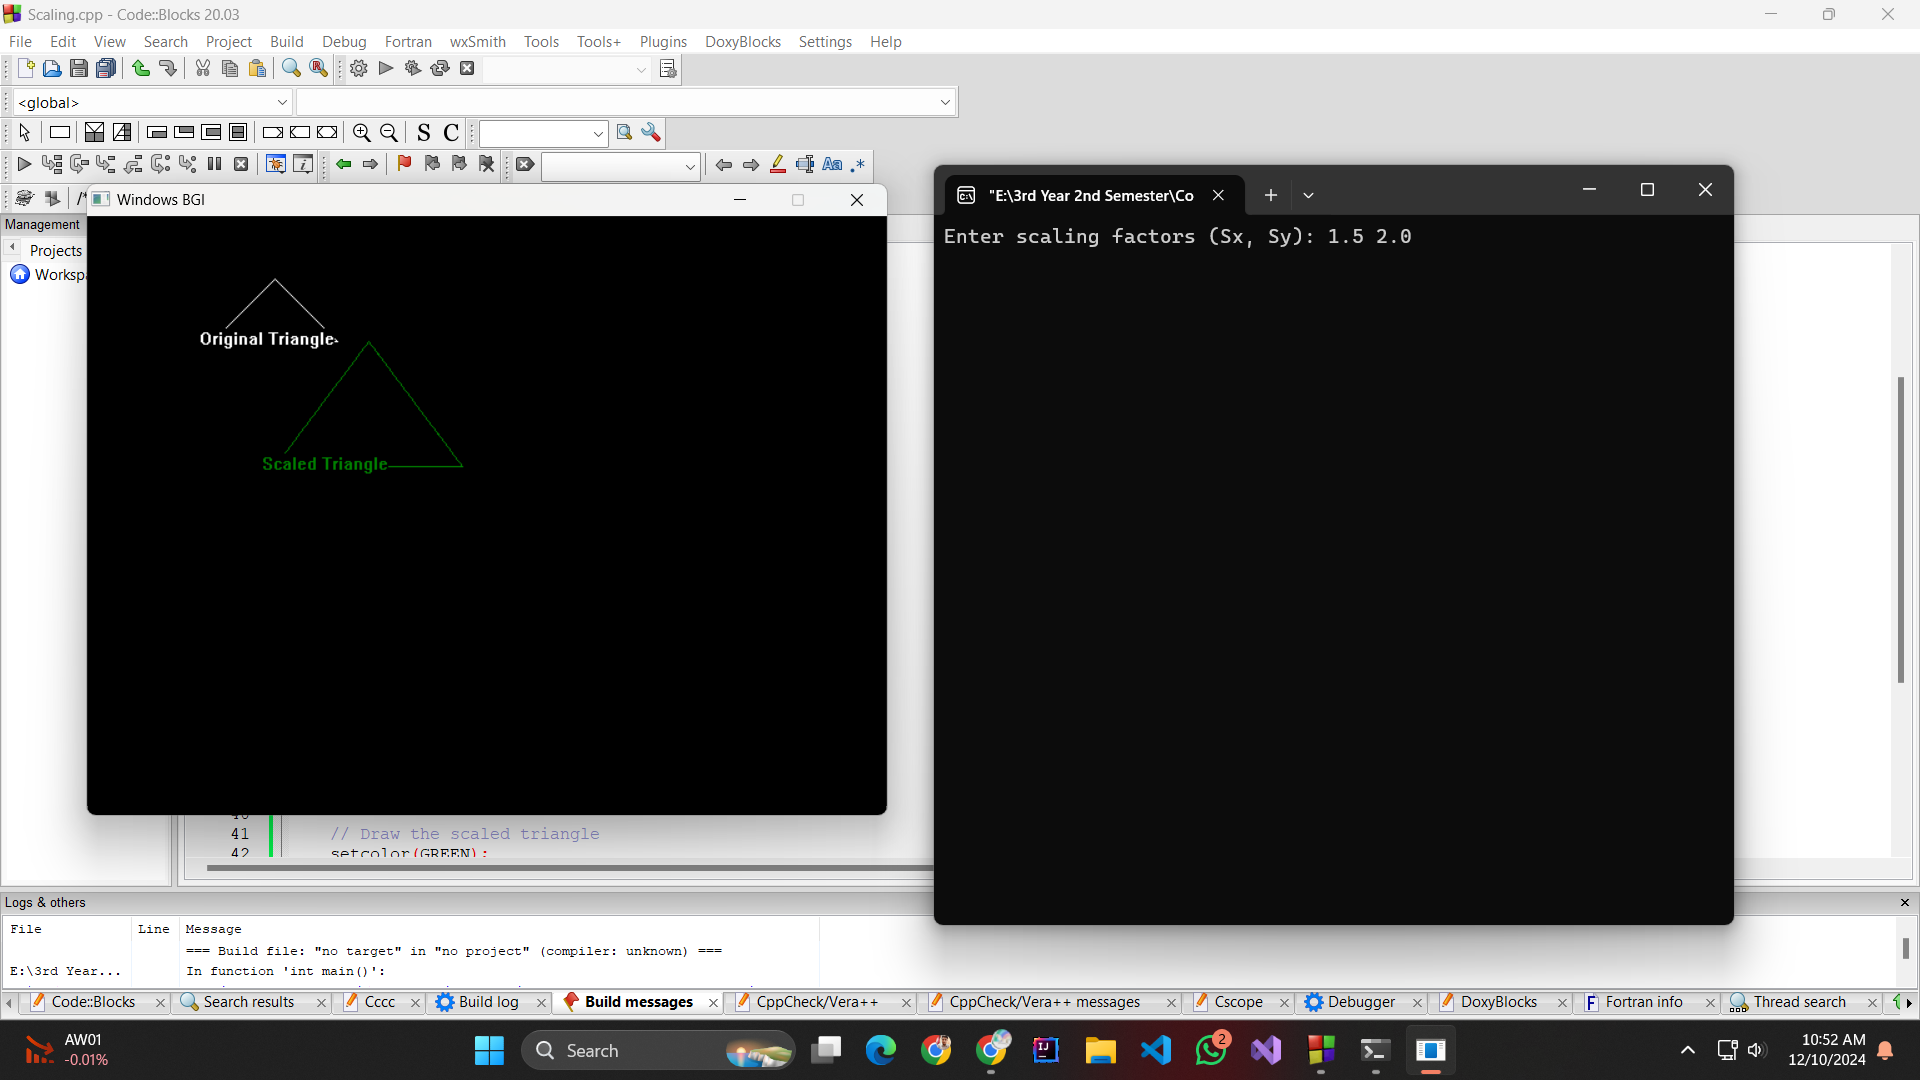 Scaling.cpp - Code::Blocks 20.03
File Edit View Search Project Build Debug Fortran wxSmith Tools Tools+ Plugins DoxyBlocks Settings Help
<global>
S C
Aa .*
/*
Management
Projects
Worksp
Windows BGI
Original Triangle
Scaled Triangle
"E:\3rd Year 2nd Semester\Co
Enter scaling factors (Sx, Sy): 1.5 2.0
40
41 // Draw the scaled triangle
42 setcolor(GREEN);
Logs & others
File Line Message
=== Build file: "no target" in "no project" (compiler: unknown) ===
E:\3rd Year... In function 'int main()':
Code::Blocks Search results Cccc Build log Build messages CppCheck/Vera++ CppCheck/Vera++ messages Cscope Debugger DoxyBlocks Fortran info Thread search
AW01
-0.01%
Search
2
10:52 AM
12/10/2024